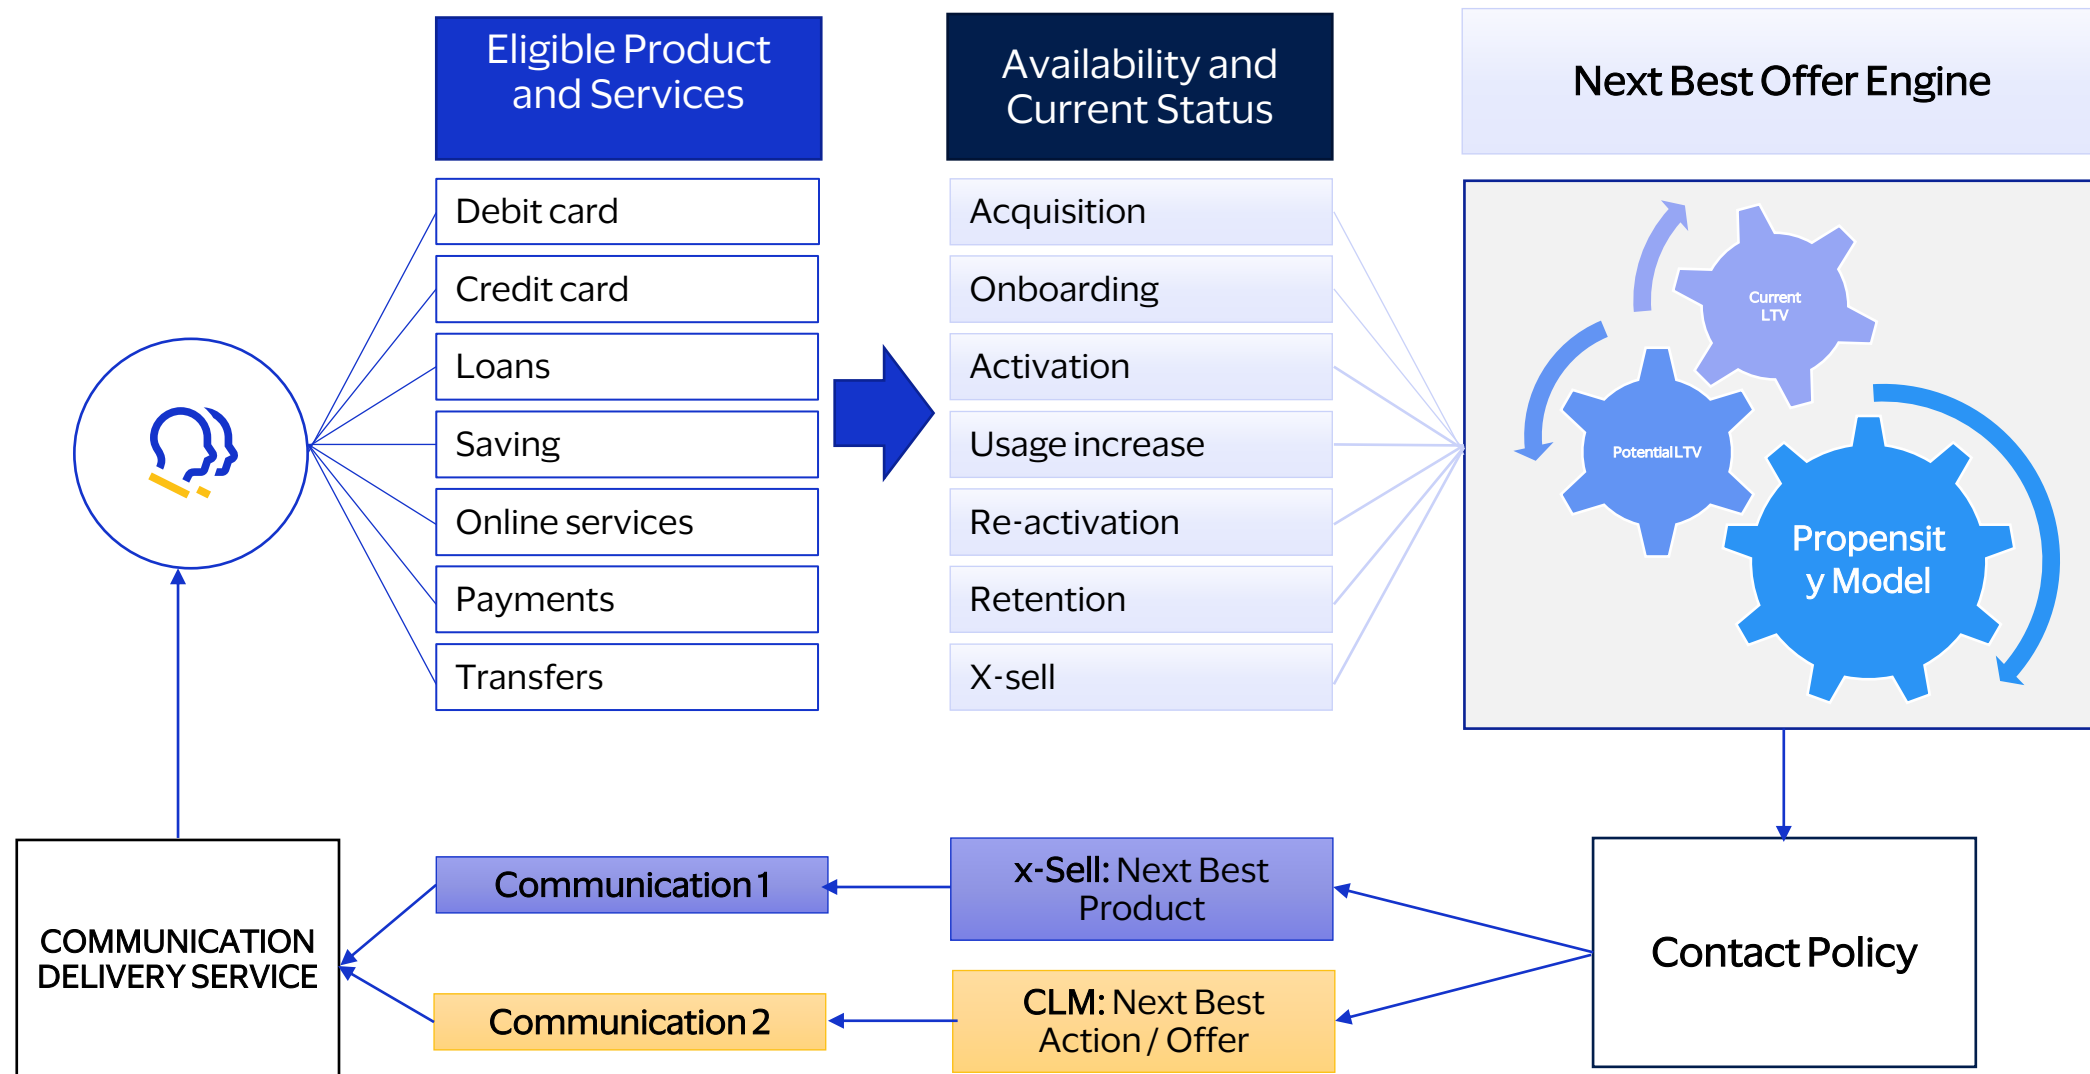 Eligible Product
and Services
Availability and
Current Status
Next Best Offer Engine
Debit card
Credit card
Loans
Saving
Online services
Payments
Transfers
Acquisition
Onboarding
Activation
Usage increase
Re-activation
Retention
X-sell
Current
LTV
Potential LTV
Propensit
y Model
COMMUNICATION
DELIVERY SERVICE
Communication 1
Communication 2
x-Sell: Next Best
Product
CLM: Next Best
Action / Offer
Contact Policy